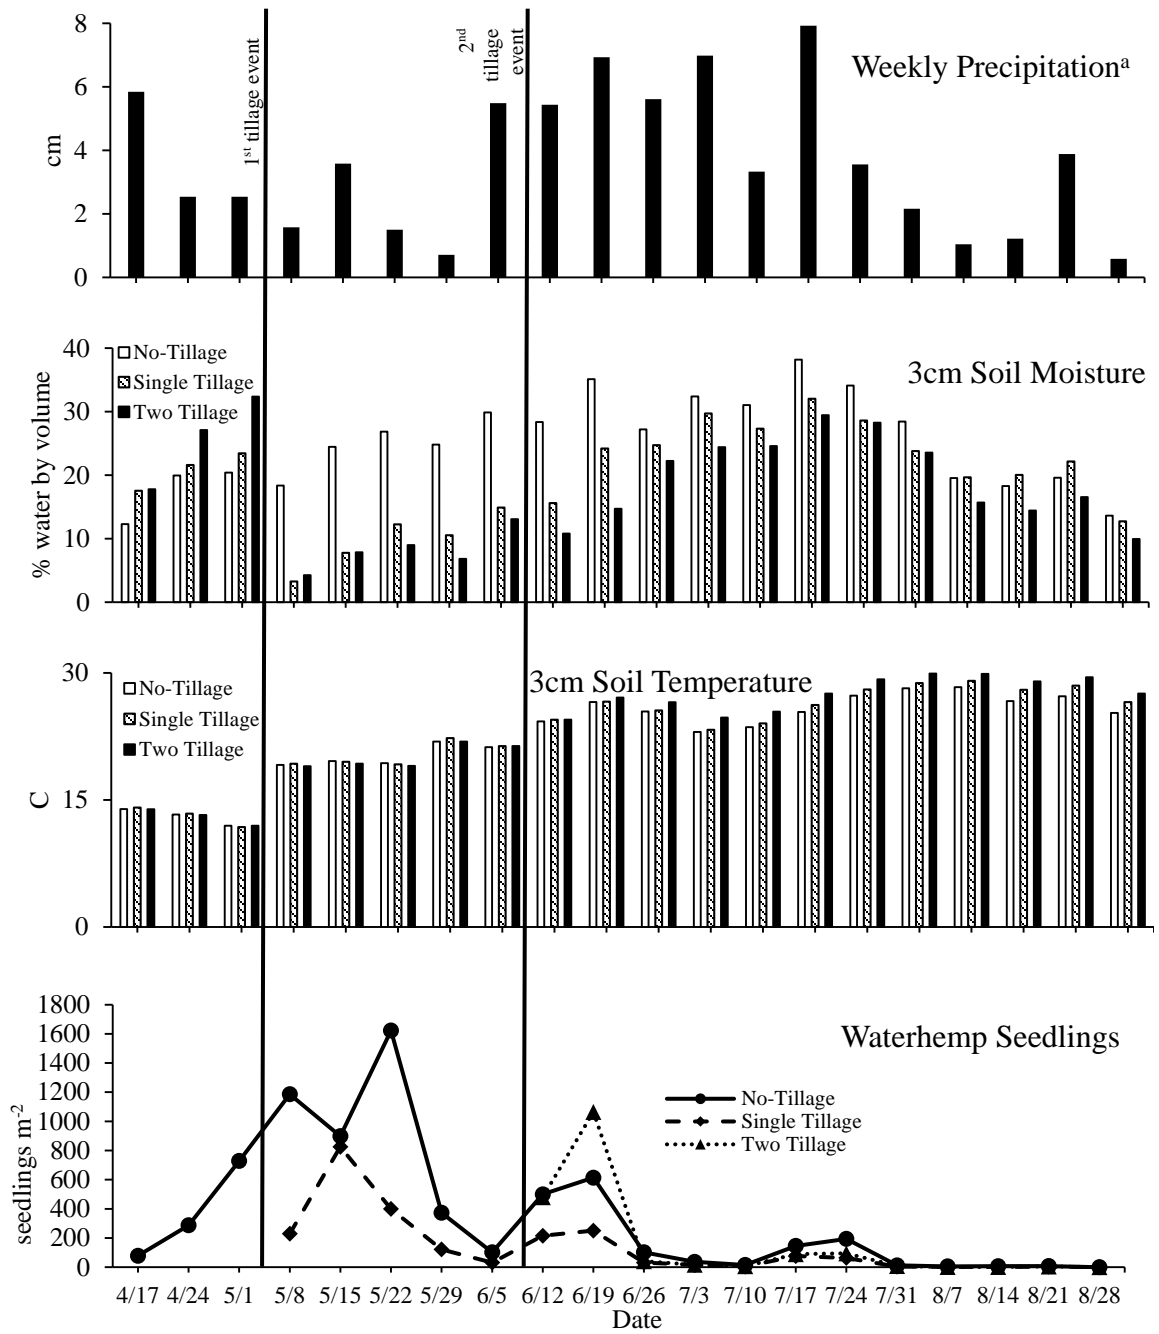 8
6
4
2
0
cm
1st tillage event
2nd
tillage
event
Weekly Precipitationa
40
30
20
10
0
% water by volume
No-Tillage
Single Tillage
Two Tillage
3cm Soil Moisture
30
15
0
C
No-Tillage
Single Tillage
Two Tillage
3cm Soil Temperature
1800
1600
1400
1200
1000
800
600
400
200
0
seedlings m-2
Waterhemp Seedlings
No-Tillage
Single Tillage
Two Tillage
4/17 4/24 5/1 5/8 5/15 5/22 5/29 6/5 6/12 6/19 6/26 7/3 7/10 7/17 7/24 7/31 8/7 8/14 8/21 8/28
Date